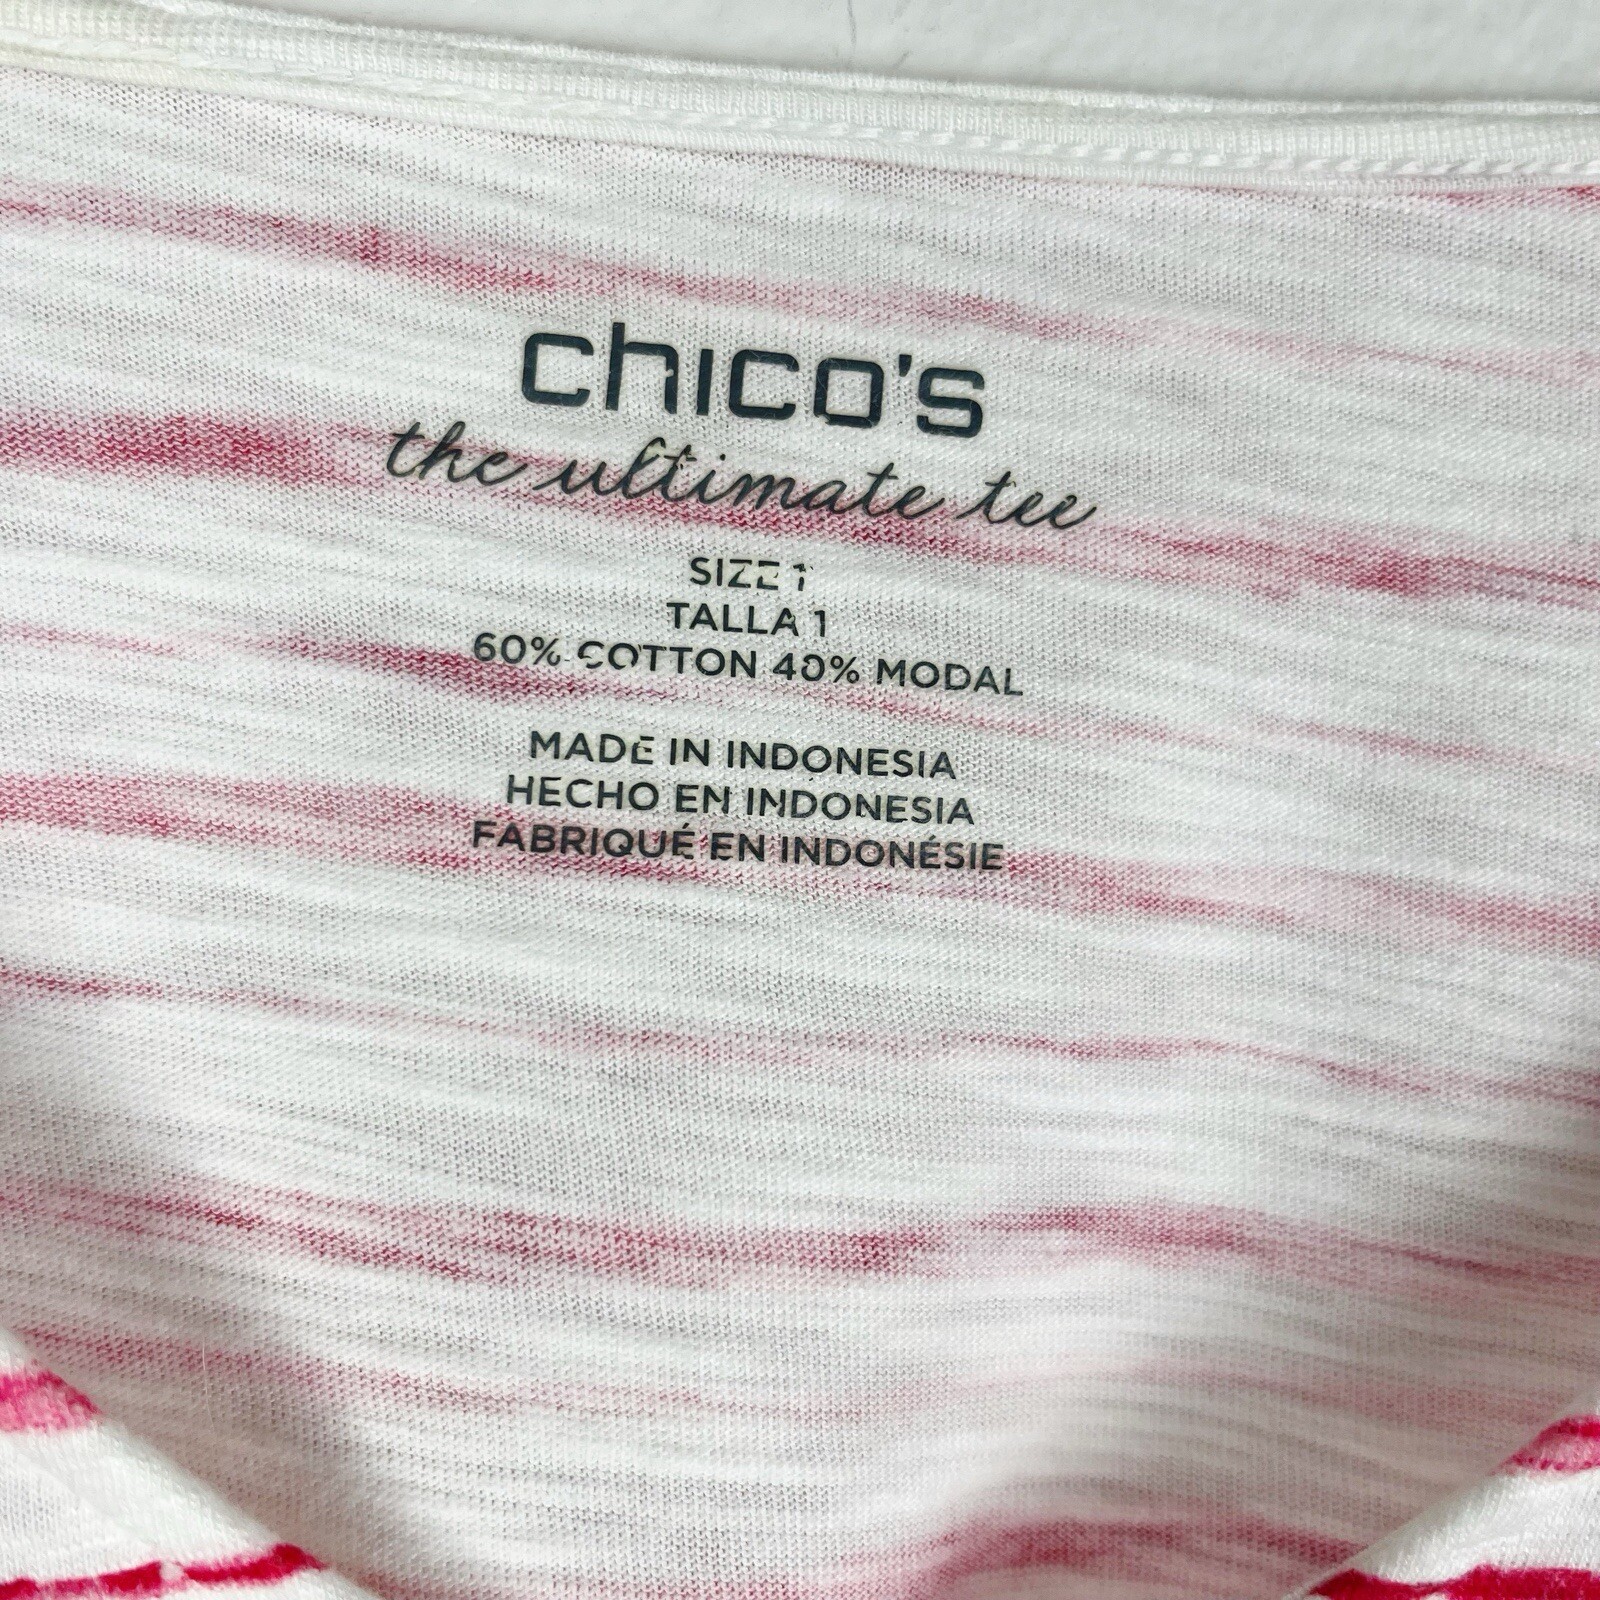 chico's
the ultimate tee
SIZE 1
TALLA 1
60% COTTON 40% MODAL
MADE IN INDONESIA
HECHO EN INDONESIA
FABRIQUÉ EN INDONÉSIE